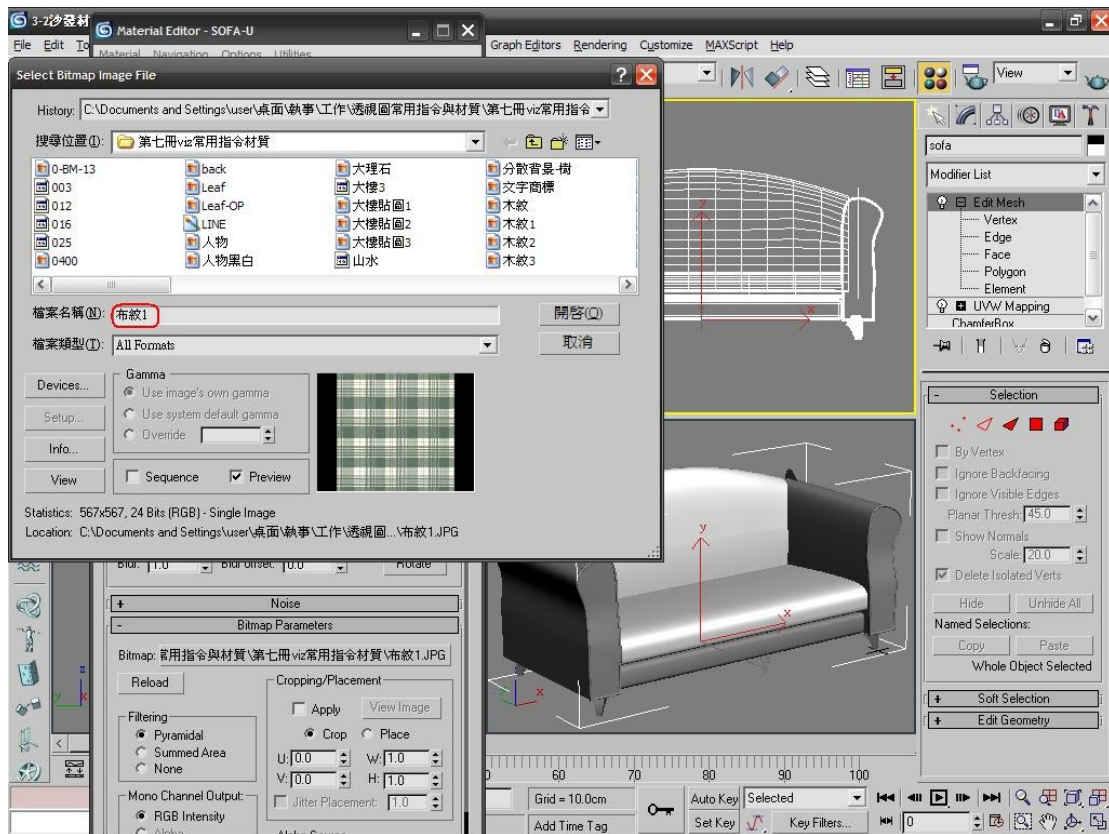 3-2沙發材
Material Editor - SOFA-U
File Edit To
Material Navigation Options Utilities
Graph Editors Rendering Customize MAXScript Help
Select Bitmap Image File
View
History: C:\Documents and Settings\user\桌面\執事\工作\透視圖常用指令與材質\第七冊viz常用指令
搜尋位置(I): 第七冊viz常用指令材質
0-BM-13 back 大理石 分散背景-樹
003 Leaf 大樓3 文字商標
012 Leaf-OP 大樓貼圖1 木紋
016 LINE 大樓貼圖2 木紋1
025 人物 大樓貼圖3 木紋2
0400 人物黑白 山水 木紋3
檔案名稱(N): 布紋1 開啓(O)
檔案類型(T): All Formats 取消
Devices...
Setup...
Info...
View
Gamma
Use image's own gamma
Use system default gamma
Override
Sequence Preview
Statistics: 567x567, 24 Bits (RGB) - Single Image
Location: C:\Documents and Settings\user\桌面\執事\工作\透視圖...\布紋1.JPG
Blur: 1.0 Blur offset: 0.0 Rotate
+ Noise
- Bitmap Parameters
Bitmap: 常用指令與材質\第七冊viz常用指令材質\布紋1.JPG
Reload
Cropping/Placement
Apply View Image
Crop Place
U: 0.0 W: 1.0
V: 0.0 H: 1.0
Jitter Placement: 1.0
Filtering
Pyramidal
Summed Area
None
Mono Channel Output:
RGB Intensity
Alpha
Alpha Source
y
x
y
x
z
y x
x
sofa
Modifier List
Edit Mesh
Vertex
Edge
Face
Polygon
Element
UVW Mapping
ChamferBox
- Selection
By Vertex
Ignore Backfacing
Ignore Visible Edges
Planar Thresh: 45.0
Show Normals
Scale: 20.0
Delete Isolated Verts
Hide Unhide All
Named Selections:
Copy Paste
Whole Object Selected
+ Soft Selection
+ Edit Geometry
60 70 80 90 100
Grid = 10.0cm
Add Time Tag
Auto Key Selected
Set Key Key Filters...
0